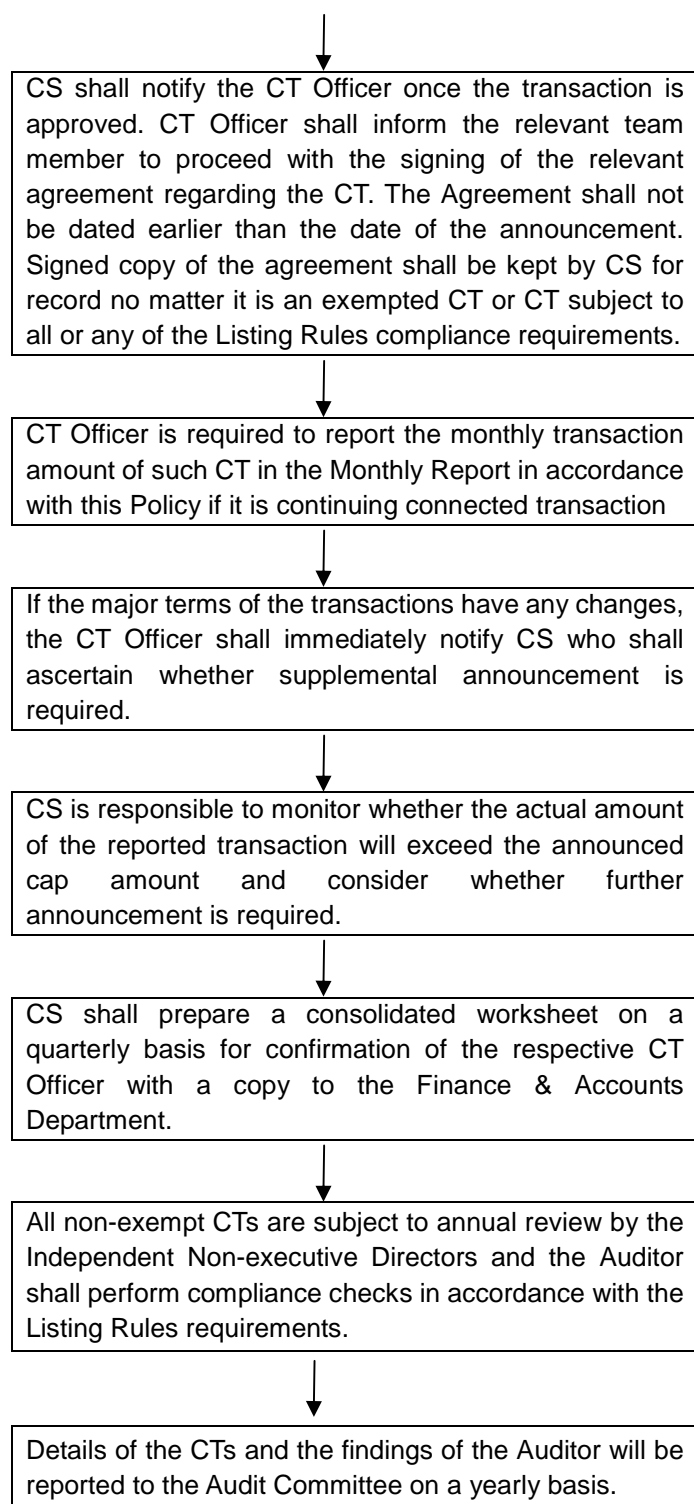 CS shall notify the CT Officer once the transaction is
approved. CT Officer shall inform the relevant team
member to proceed with the signing of the relevant
agreement regarding the CT. The Agreement shall not
be dated earlier than the date of the announcement.
Signed copy of the agreement shall be kept by CS for
record no matter it is an exempted CT or CT subject to
all or any of the Listing Rules compliance requirements.
CT Officer is required to report the monthly transaction
amount of such CT in the Monthly Report in accordance
with this Policy if it is continuing connected transaction
If the major terms of the transactions have any changes,
the CT Officer shall immediately notify CS who shall
ascertain whether supplemental announcement is
required.
CS is responsible to monitor whether the actual amount
of the reported transaction will exceed the announced
cap amount and consider whether further
announcement is required.
CS shall prepare a consolidated worksheet on a
quarterly basis for confirmation of the respective CT
Officer with a copy to the Finance & Accounts
Department.
All non-exempt CTs are subject to annual review by the
Independent Non-executive Directors and the Auditor
shall perform compliance checks in accordance with the
Listing Rules requirements.
Details of the CTs and the findings of the Auditor will be
reported to the Audit Committee on a yearly basis.